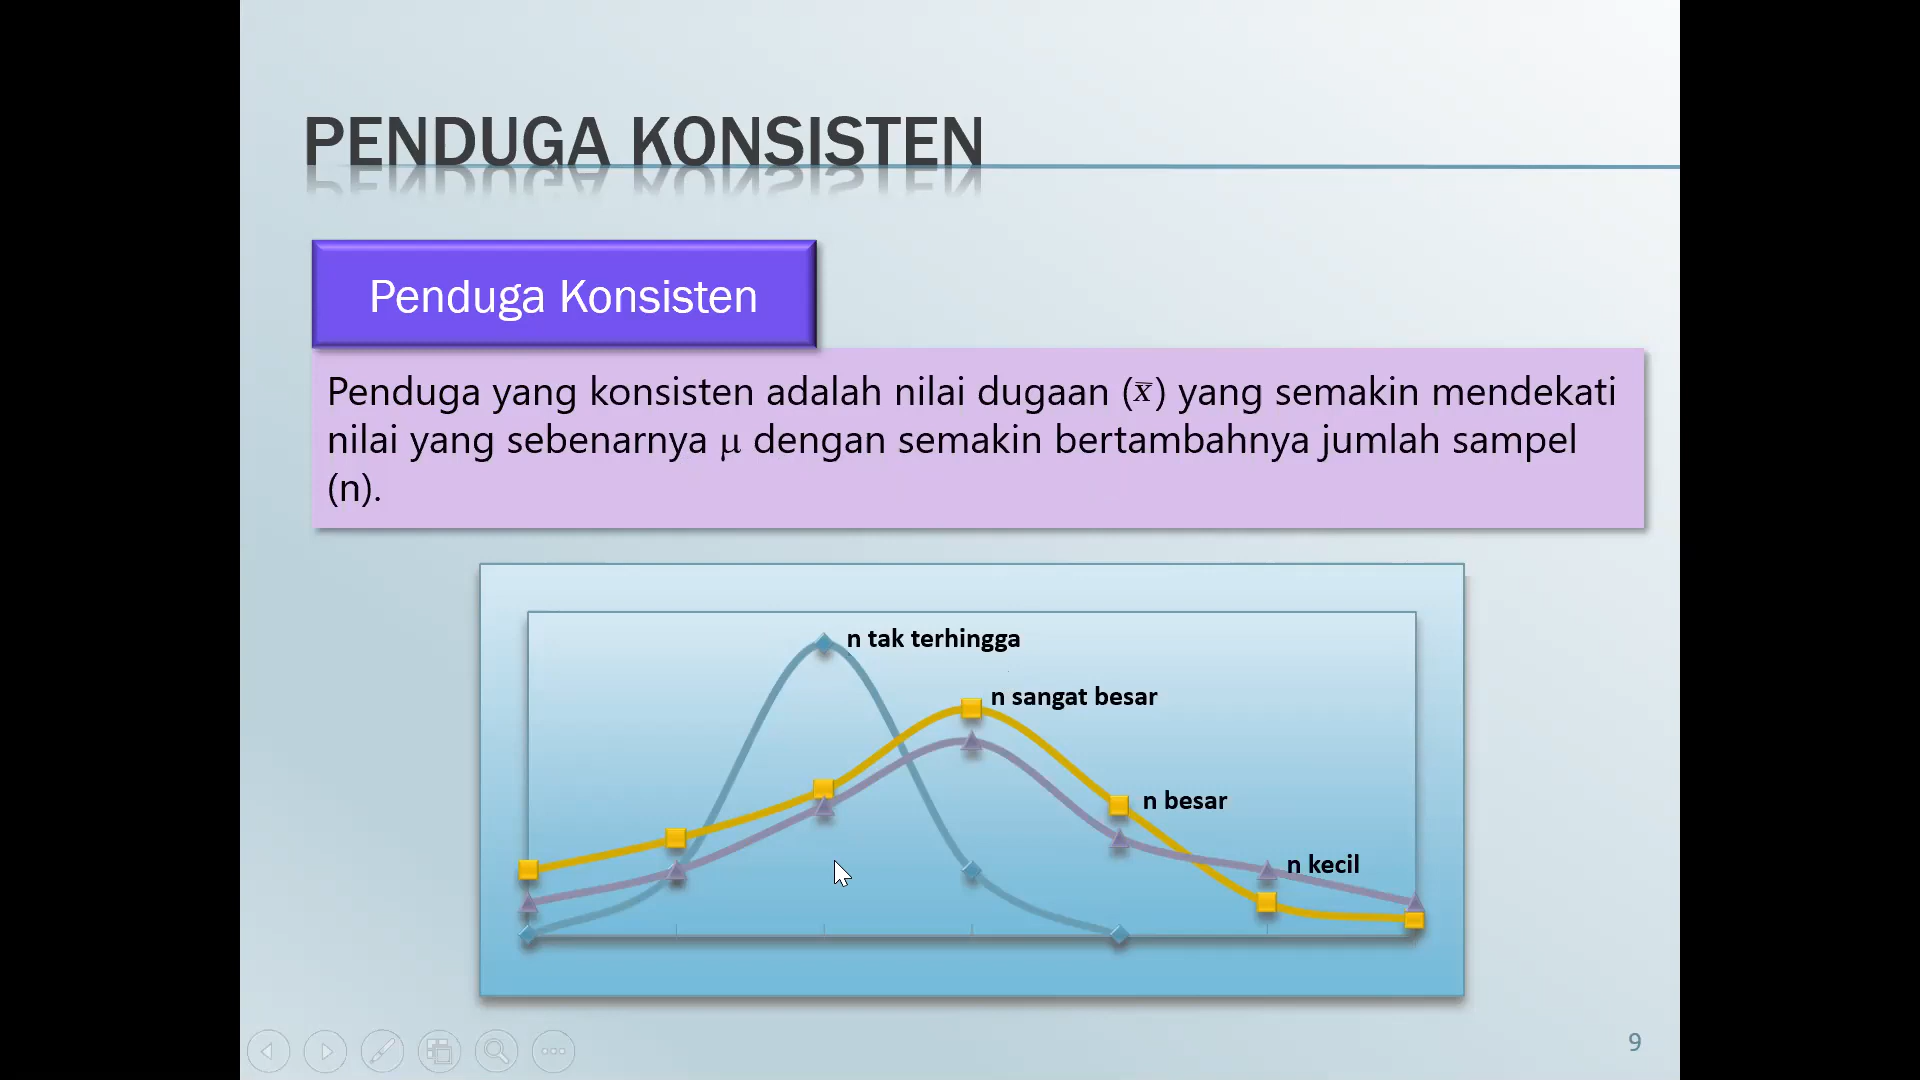 PENDUGA KONSISTEN
Penduga Konsisten
Penduga yang konsisten adalah nilai dugaan (x̅) yang semakin mendekati
nilai yang sebenarnya μ dengan semakin bertambahnya jumlah sampel
(n).
n tak terhingga
n sangat besar
n besar
n kecil
9